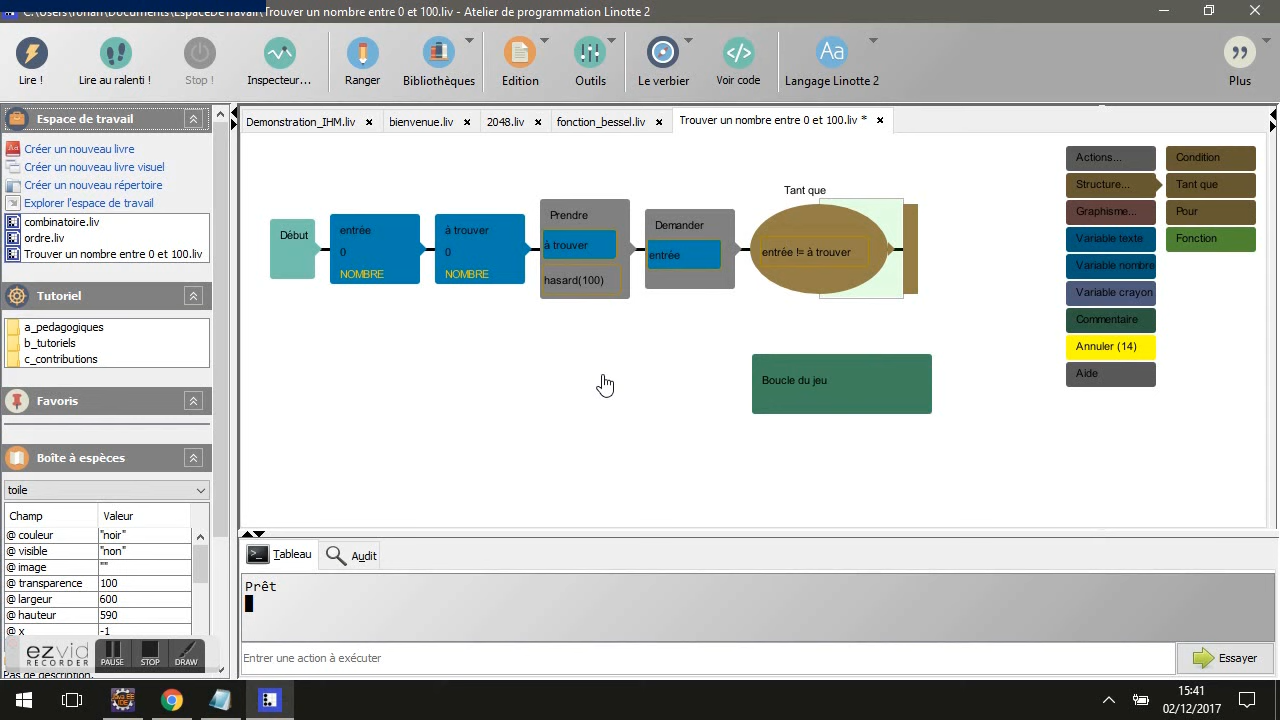 C:\Users\ronan\Documents\EspaceDeTravail\Trouver un nombre entre 0 et 100.liv - Atelier de programmation Linotte 2
Lire !
Lire au ralenti !
Stop !
Inspecteur...
Ranger
Bibliothèques
Edition
Outils
Le verbier
Voir code
Aa
Langage Linotte 2
Plus
Espace de travail
Créer un nouveau livre
Créer un nouveau livre visuel
Créer un nouveau répertoire
Explorer l'espace de travail
combinatoire.liv
ordre.liv
Trouver un nombre entre 0 et 100.liv
Tutoriel
a_pedagogiques
b_tutoriels
c_contributions
Favoris
Boîte à espèces
toile
Champ Valeur
@ couleur "noir"
@ visible "non"
@ image ""
@ transparence 100
@ largeur 600
@ hauteur 590
@ x -1
Pas de description.
ezvid
RECORDER
PAUSE
STOP
DRAW
Demonstration_IHM.liv
bienvenue.liv
2048.liv
fonction_bessel.liv
Trouver un nombre entre 0 et 100.liv *
Début
entrée
0
NOMBRE
à trouver
0
NOMBRE
Prendre
à trouver
hasard(100)
Demander
entrée
Tant que
entrée != à trouver
Boucle du jeu
Actions...
Structure...
Graphisme...
Variable texte
Variable nombre
Variable crayon
Commentaire
Annuler (14)
Aide
Condition
Tant que
Pour
Fonction
Tableau
Audit
Prêt
Entrer une action à exécuter
Essayer
15:41
02/12/2017